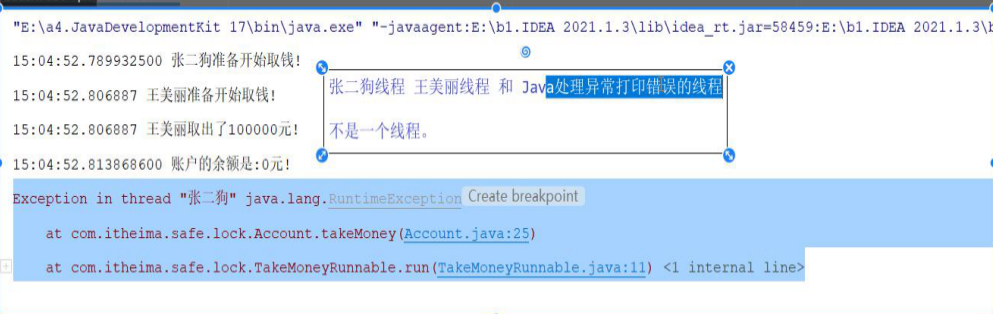 "E:\a4.JavaDevelopmentKit 17\bin\java.exe" "-javaagent:E:\b1.IDEA 2021.1.3\lib\idea_rt.jar=58459:E:\b1.IDEA 2021.1.3\b
15:04:52.789932500 张二狗准备开始取钱!
15:04:52.806887 王美丽准备开始取钱!
张二狗线程 王美丽线程 和 Java处理异常打印错误的线程
15:04:52.806887 王美丽取出了100000元!
不是一个线程。
15:04:52.813868600 账户的余额是:0元!
Exception in thread "张二狗" java.lang.RuntimeException Create breakpoint
at com.itheima.safe.lock.Account.takeMoney(Account.java:25)
at com.itheima.safe.lock.TakeMoneyRunnable.run(TakeMoneyRunnable.java:11) <1 internal line>